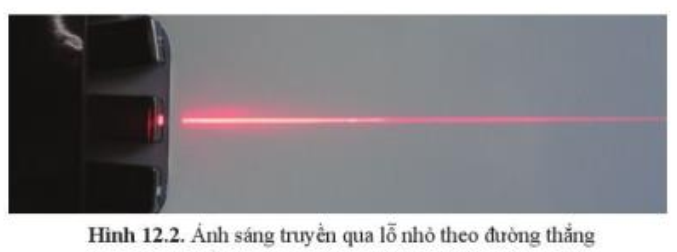 Hình 12.2. Ánh sáng truyền qua lỗ nhỏ theo đường thẳng